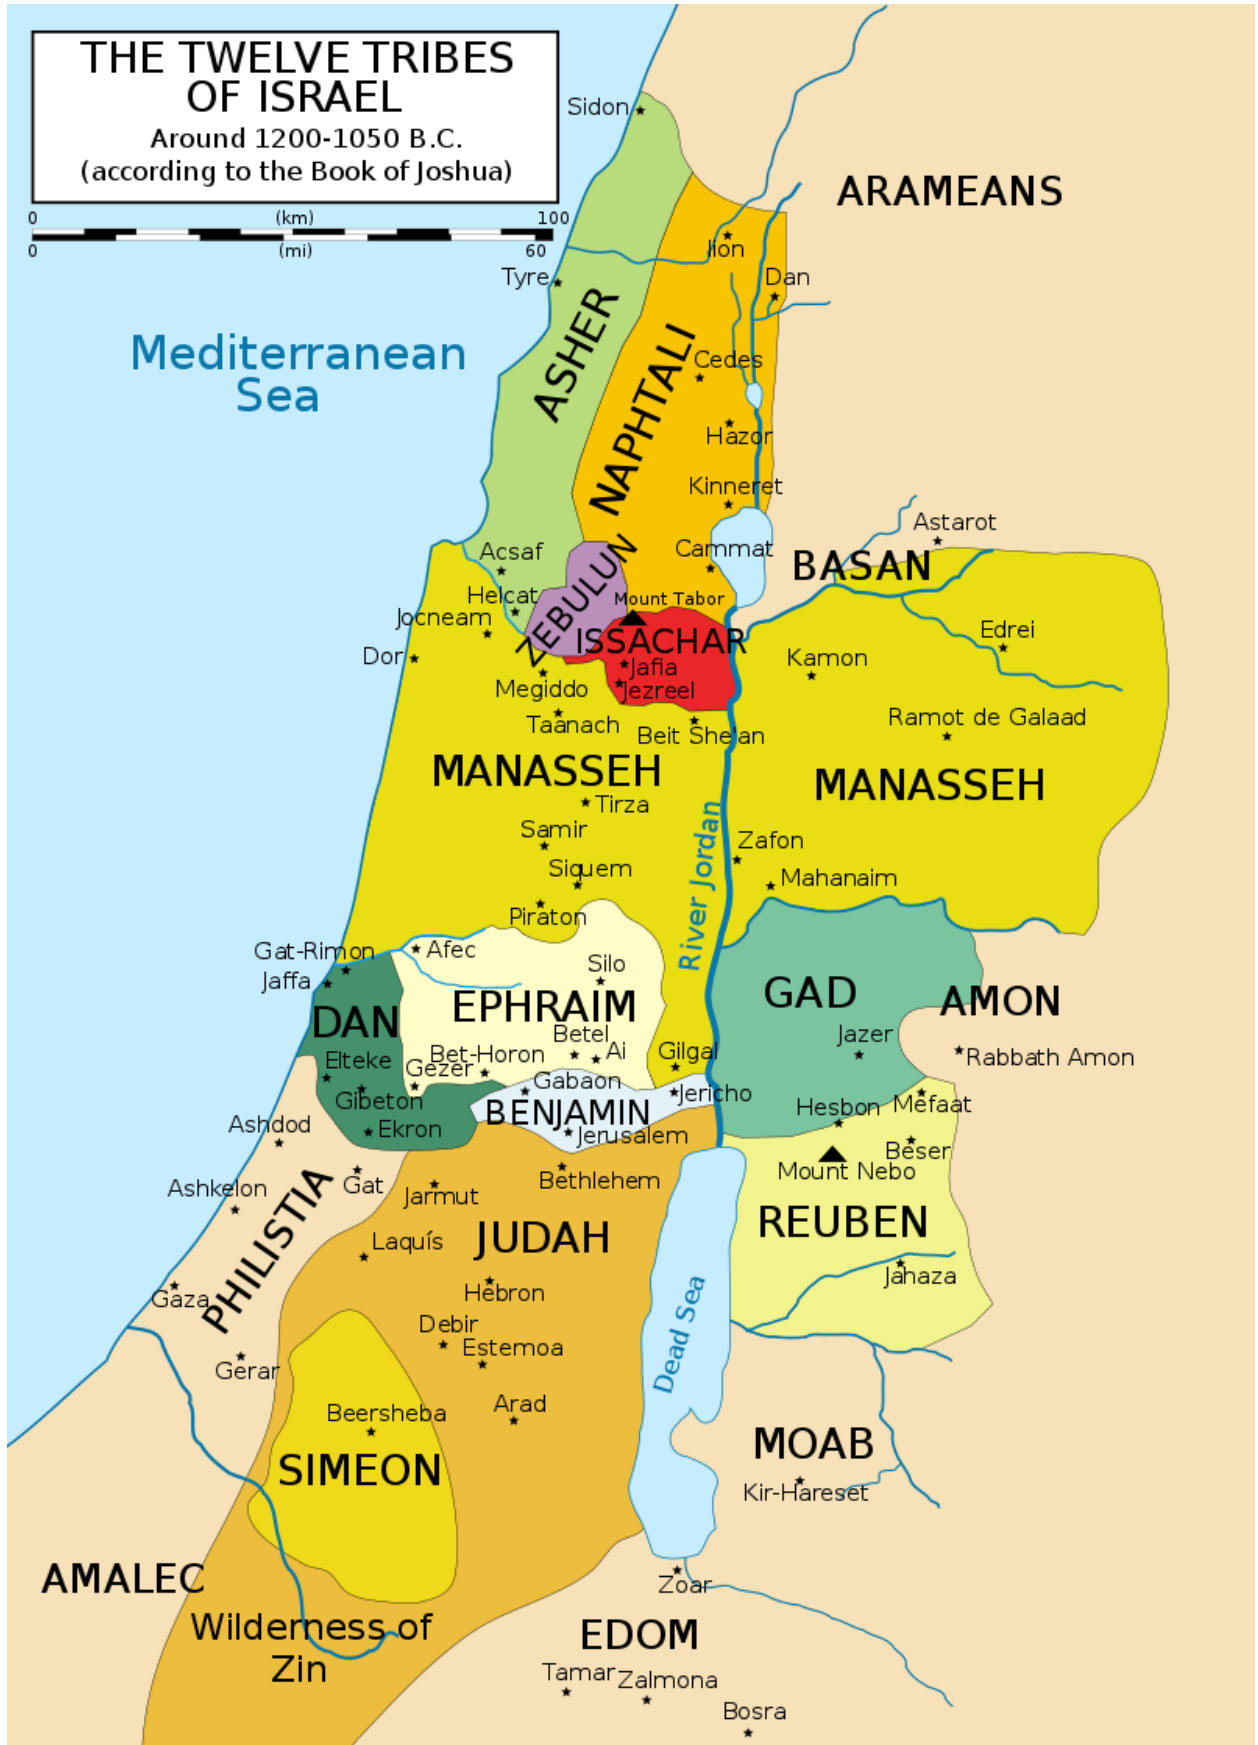 THE TWELVE TRIBES
OF ISRAEL
Around 1200-1050 B.C.
(according to the Book of Joshua)
0 (km) 100
0 (mi) 60
Sidon
ARAMEANS
Iion
Dan
Tyre
ASHER
Mediterranean
Sea
NAPHTALI
Cedes
Hazor
Kinneret
Astarot
Acsaf
Cammat
BASAN
ZEBULUN
Helcat
Mount Tabor
Jocneam
ISSACHAR
Edrei
Dor
Jafia
Kamon
Megiddo
Jezreel
Taanach
Beit Shean
Ramot de Galaad
MANASSEH
MANASSEH
Tirza
Samir
River Jordan
Zafon
Siquem
Mahanaim
Piraton
Gat-Rimon
Afec
Jaffa
Silo
DAN
EPHRAIM
GAD
AMON
Betel
Jazer
Elteke
Bet-Horon
Ai
Gilgal
Rabbath Amon
Gezer
Gabaon
Jericho
Gibeton
BENJAMIN
Hesbon
Mefaat
Ashdod
Ekron
Jerusalem
Beser
Mount Nebo
Gat
Bethlehem
Ashkelon
Jarmut
PHILISTIA
Laquís
JUDAH
REUBEN
Jahaza
Gaza
Hebron
Debir
Dead Sea
Estemoa
Gerar
Arad
Beersheba
MOAB
SIMEON
Kir-Hareset
AMALEC
Zoar
Wilderness of
Zin
EDOM
Tamar
Zalmona
Bosra